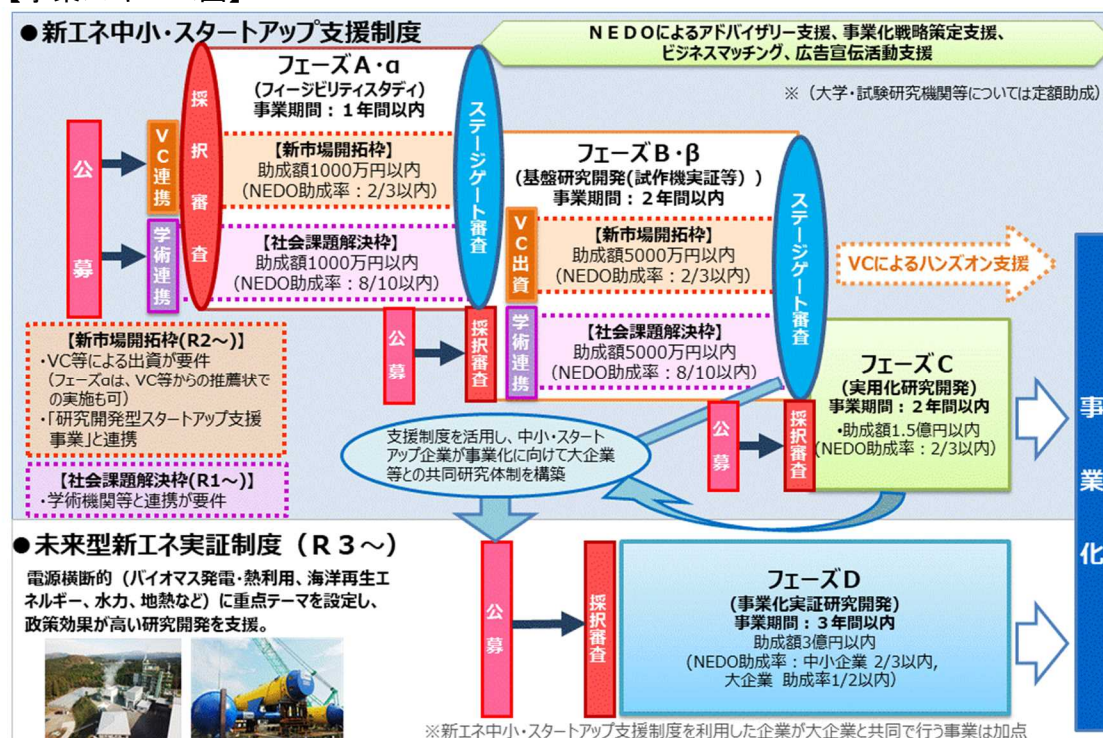 ●新エネ中小・スタートアップ支援制度
NEDOによるアドバイザリー支援、事業化戦略策定支援、
ビジネスマッチング、広告宣伝活動支援
※（大学・試験研究機関等については定額助成）
公募
VC連携
学術連携
採択審査
フェーズA・α
(フィージビリティスタディ)
事業期間：1年間以内
【新市場開拓枠】
助成額1000万円以内
(NEDO助成率：2/3以内)
【社会課題解決枠】
助成額1000万円以内
(NEDO助成率：8/10以内)
ステージゲート審査
公募
採択審査
フェーズB・β
(基盤研究開発(試作機実証等））
事業期間：２年間以内
VC出資
学術連携
【新市場開拓枠】
助成額5000万円以内
(NEDO助成率：2/3以内)
【社会課題解決枠】
助成額5000万円以内
(NEDO助成率：8/10以内)
ステージゲート審査
VCによるハンズオン支援
【新市場開拓枠(R2～)】
・VC等による出資が要件
(フェーズαは、VC等からの推薦状で
の実施も可)
・「研究開発型スタートアップ支援
事業」と連携
【社会課題解決枠(R1～)】
・学術機関等と連携が要件
支援制度を活用し、中小・スタート
アップ企業が事業化に向けて大企業
等との共同研究体制を構築
公募
採択審査
フェーズC
(実用化研究開発)
事業期間：２年間以内
・助成額1.5億円以内
(NEDO助成率：2/3以内)
事業化
●未来型新エネ実証制度（R３～）
電源横断的（バイオマス発電・熱利用、海洋再生エ
ネルギー、水力、地熱など）に重点テーマを設定し、
政策効果が高い研究開発を支援。
公募
採択審査
フェーズD
(事業化実証研究開発)
事業期間：３年間以内
助成額3億円以内
(NEDO助成率：中小企業 2/3以内,
大企業 助成率1/2以内）
※新エネ中小・スタートアップ支援制度を利用した企業が大企業と共同で行う事業は加点